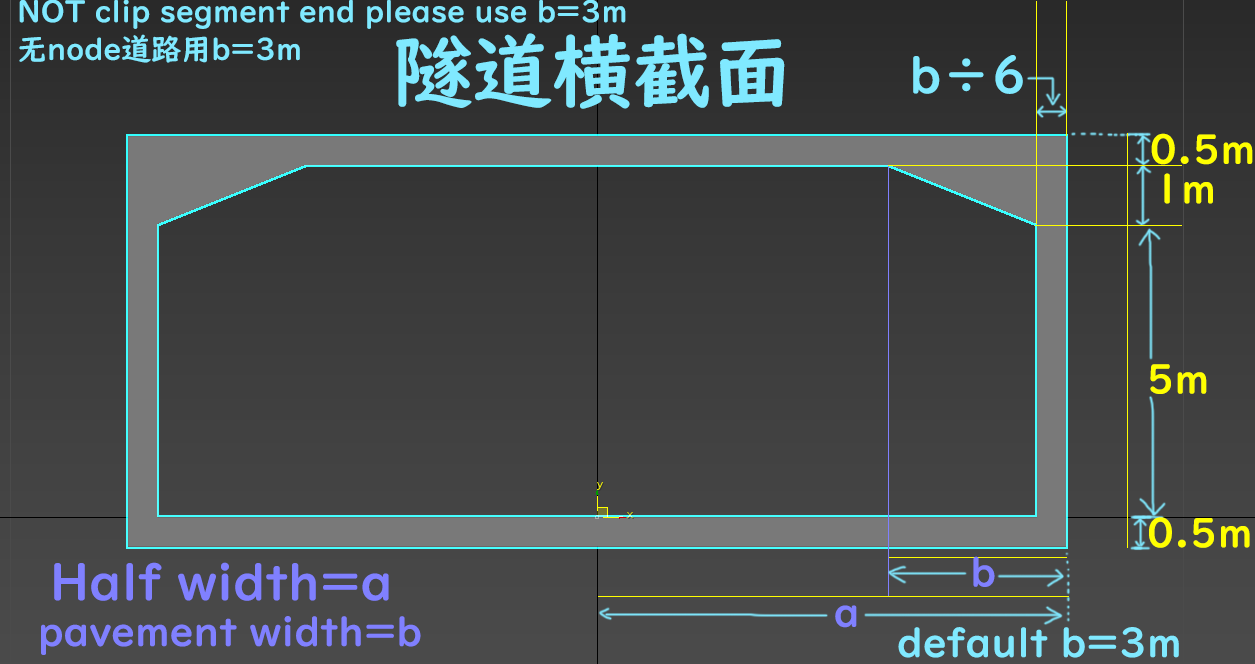 NOT clip segment end please use b=3m
无node道路用b=3m
隧道横截面
b÷6
0.5m
1m
5m
y
x
0.5m
Half width=a
b
pavement width=b
a
default b=3m